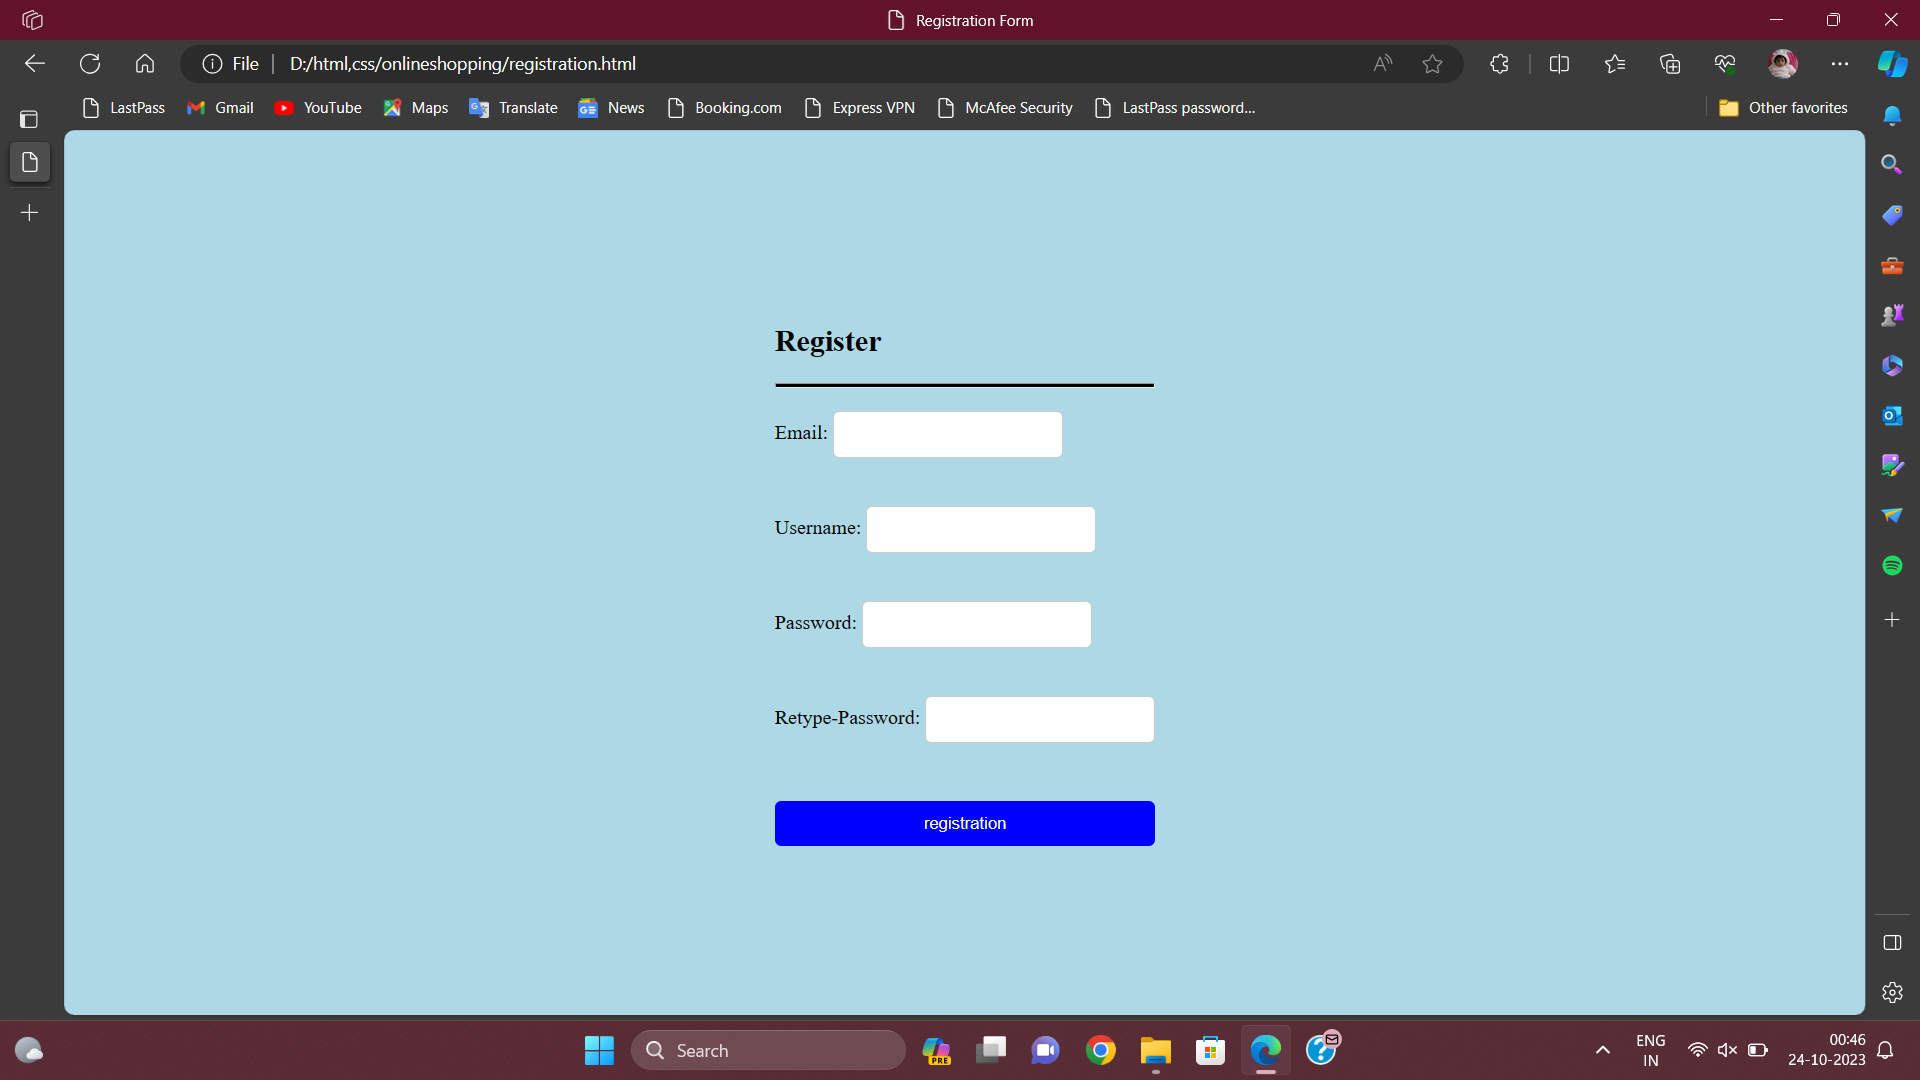 Registration Form
File D:/html,css/onlineshopping/registration.html
LastPass Gmail YouTube Maps Translate News Booking.com Express VPN McAfee Security LastPass password... Other favorites
Register
Email:
Username:
Password:
Retype-Password:
registration
Search
PRE
ENG
IN
00:46
24-10-2023